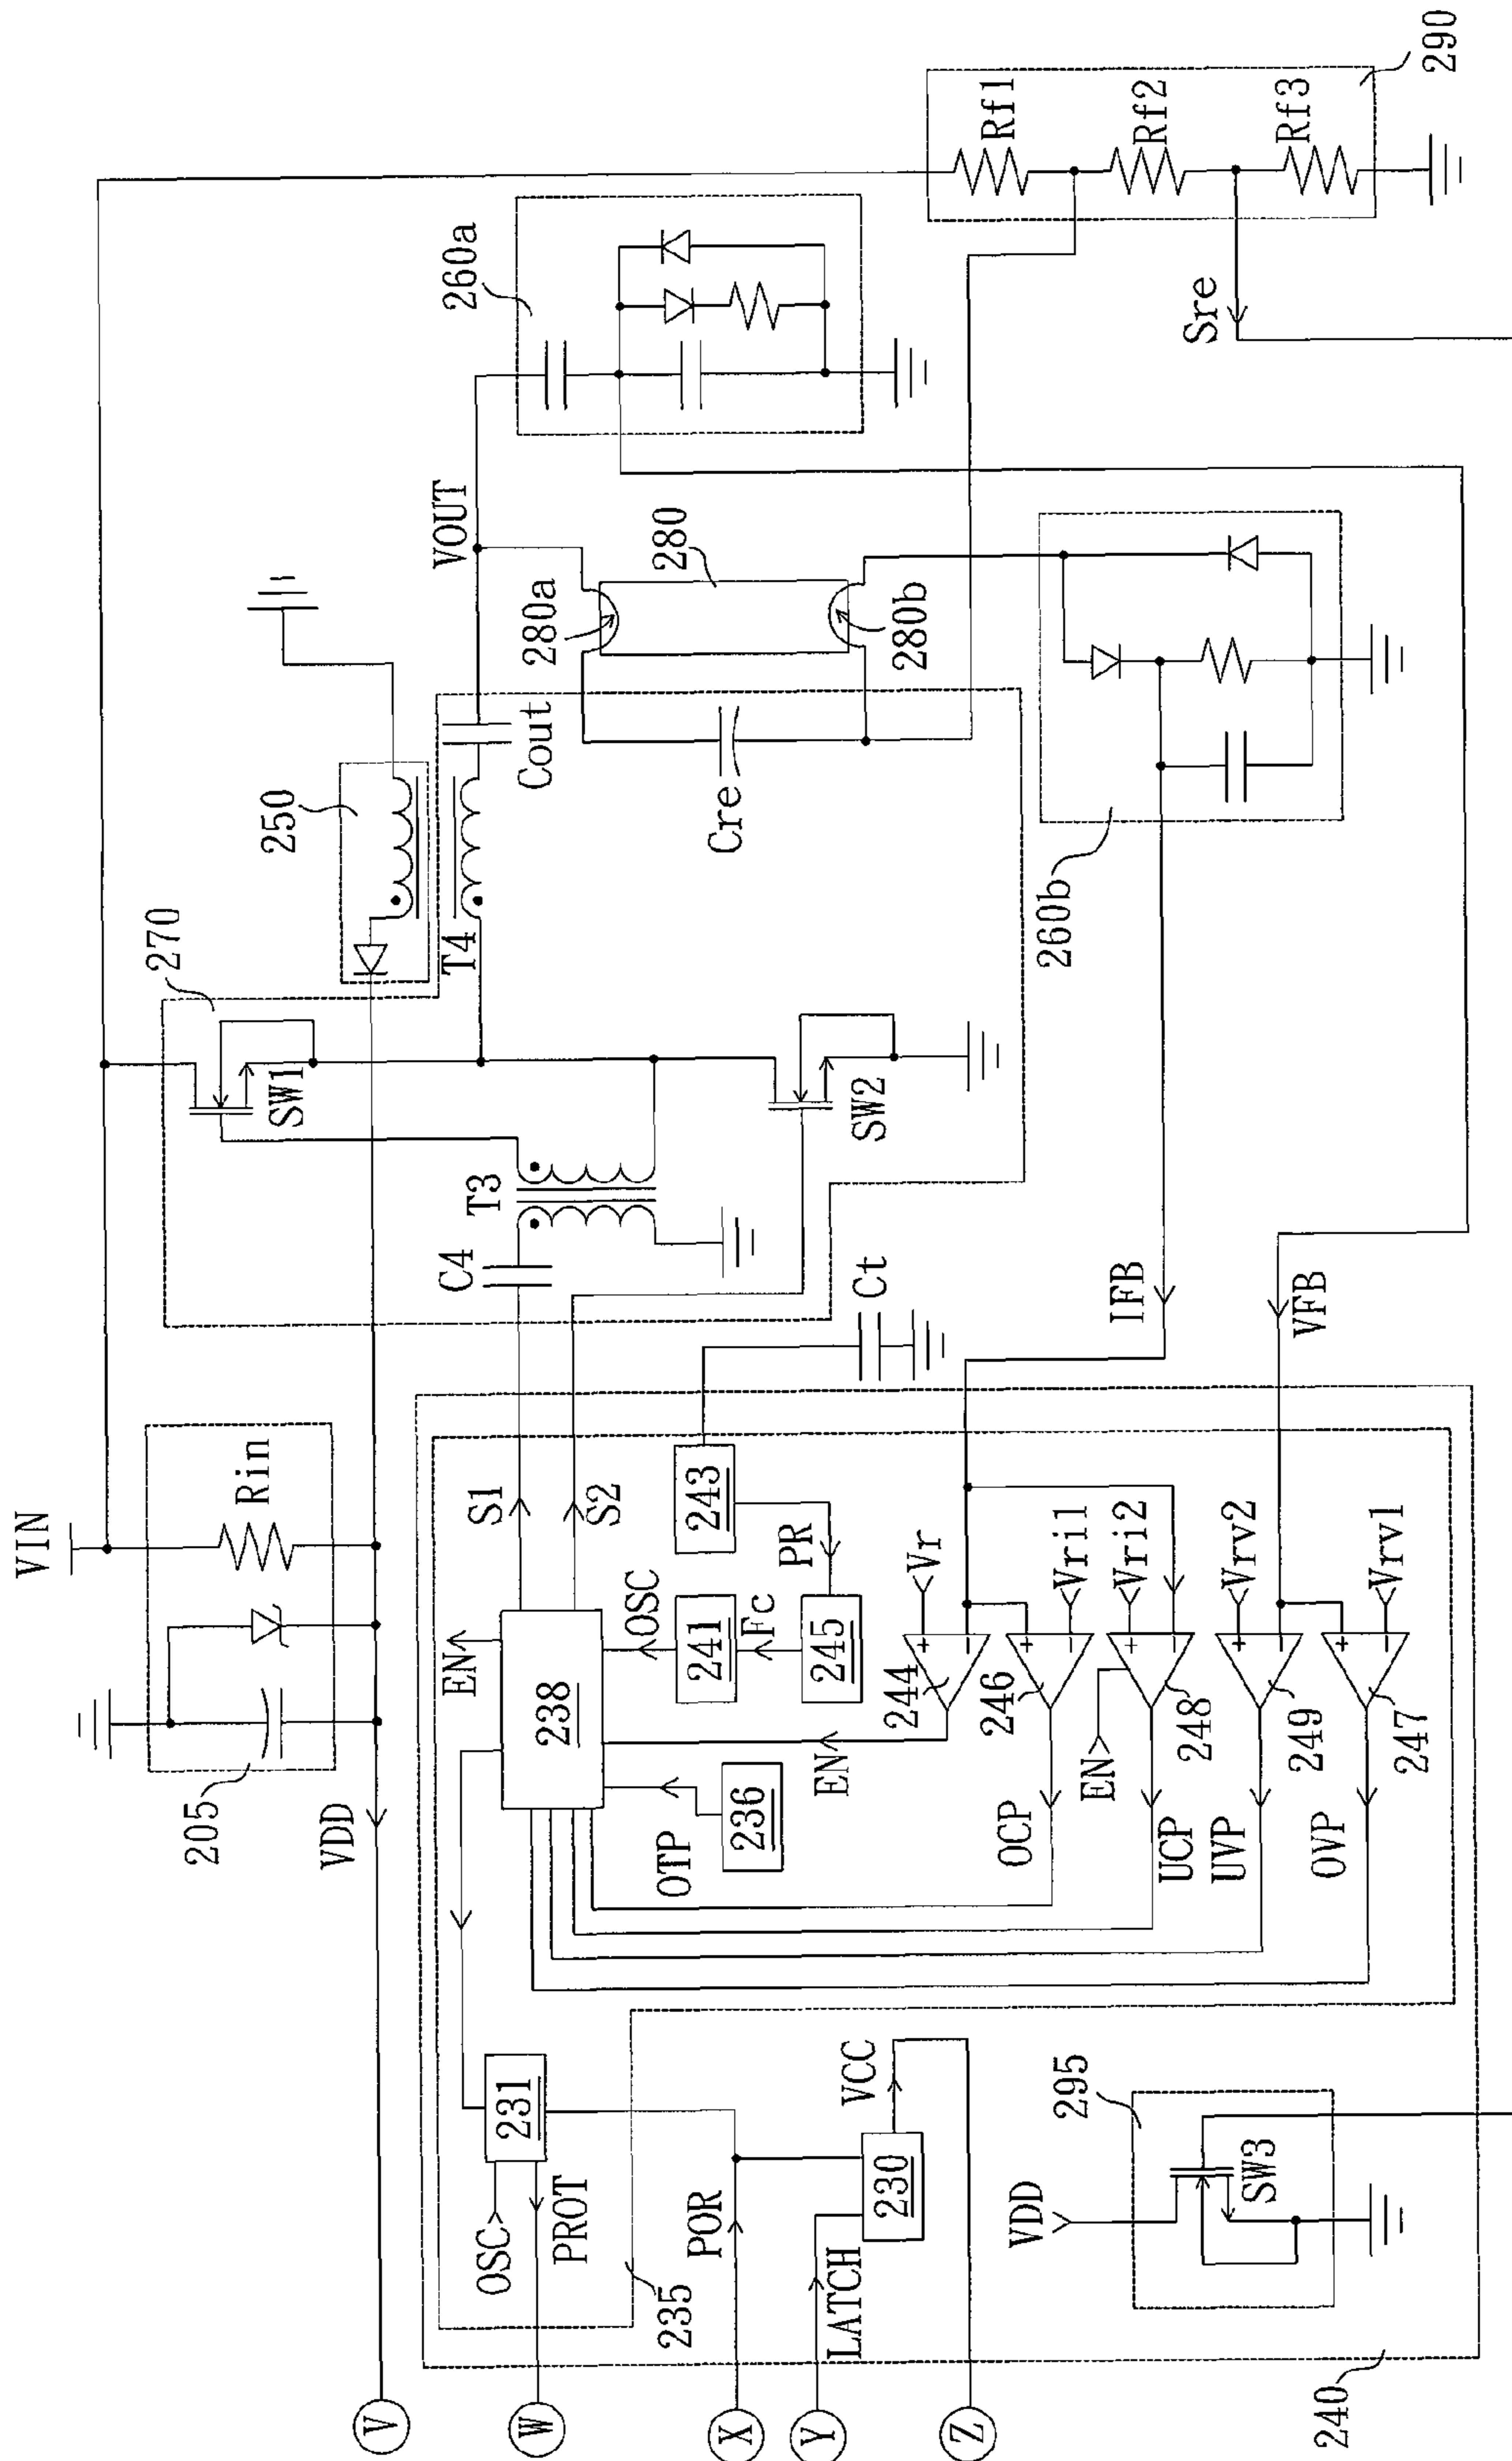 VIN
205
Rin
VDD
270
SW1
250
T4
Cout
VOUT
260a
290
Rf1
Rf2
Rf3
Sre
280
280a
280b
Cre
260b
C4
T3
SW2
Ct
S1
S2
EN
238
OSC
241
Fc
245
PR
243
OTP
236
EN
244
Vr
+
-
246
Vri1
+
-
EN
248
Vri2
+
-
249
Vrv2
+
-
247
Vrv1
+
-
OCP
UCP
UVP
OVP
IFB
VFB
231
OSC
PROT
235
POR
LATCH
230
VCC
295
VDD
SW3
240
V
W
X
Y
Z